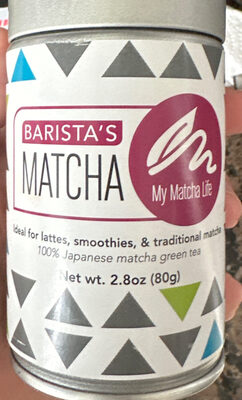 BARISTA'S
MATCHA
My Matcha Life
Ideal for lattes, smoothies, & traditional matcha
100% Japanese matcha green tea
Net wt. 2.8oz (80g)